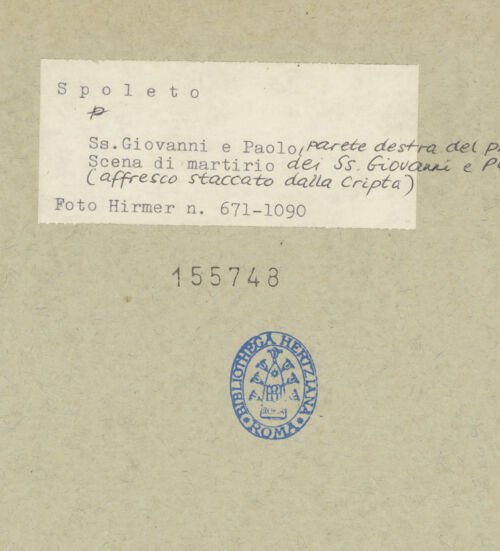 Spoleto
p
Ss.Giovanni e Paolo, parete destra del
Scena di martirio dei Ss. Giovanni e
(affresco staccato dalla cripta)
Foto Hirmer n. 671-1090
155748
BIBLIOTHECA HERTZIANA
ROMA